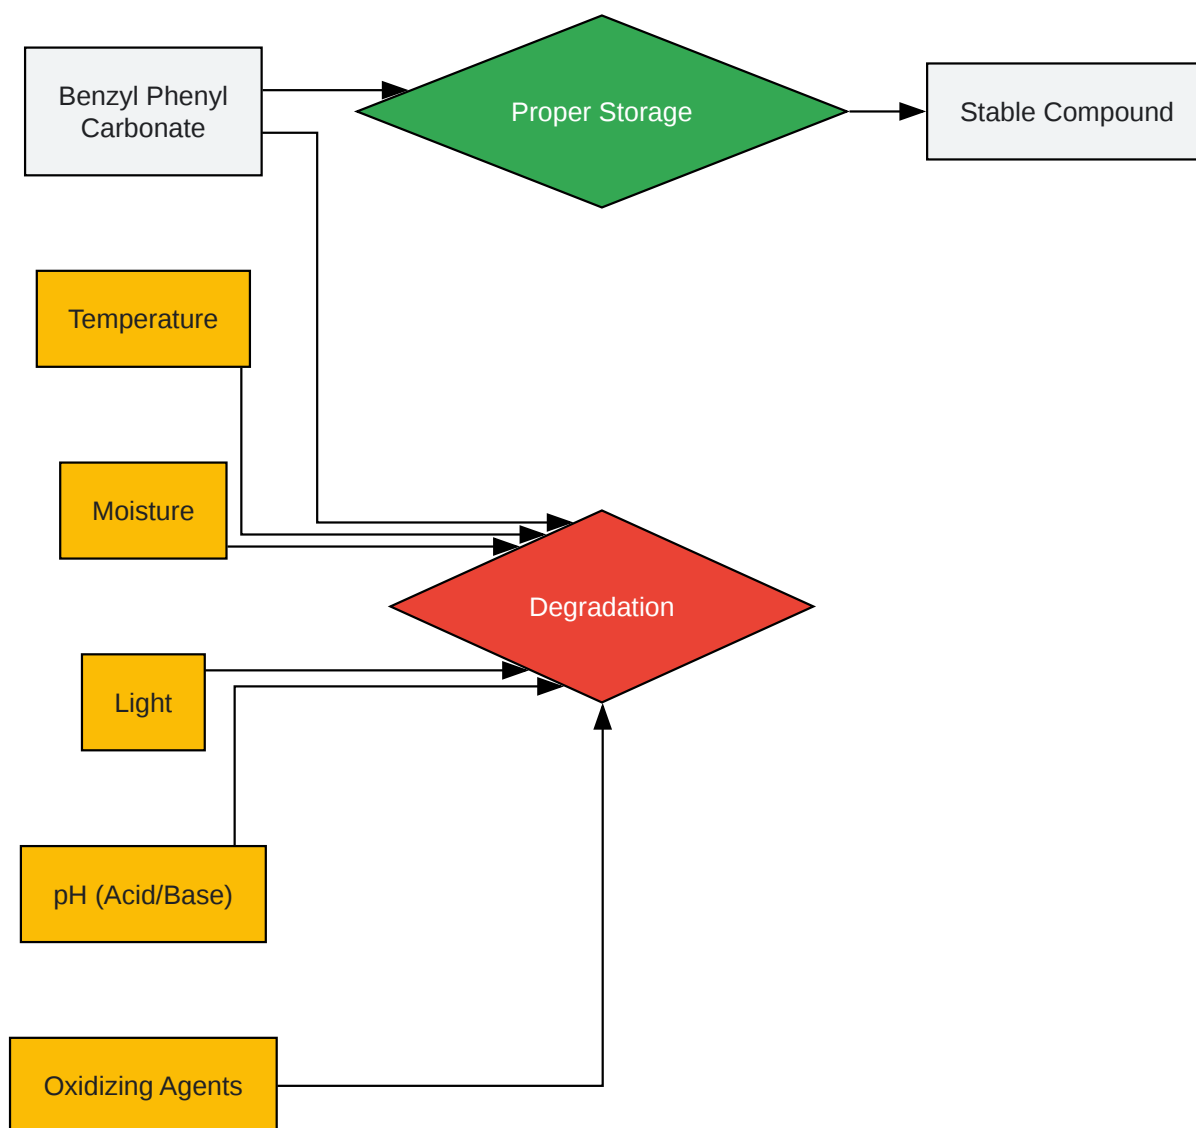 Benzyl Phenyl
Carbonate
Proper Storage
Stable Compound
Temperature
Moisture
Degradation
Light
pH (Acid/Base)
Oxidizing Agents